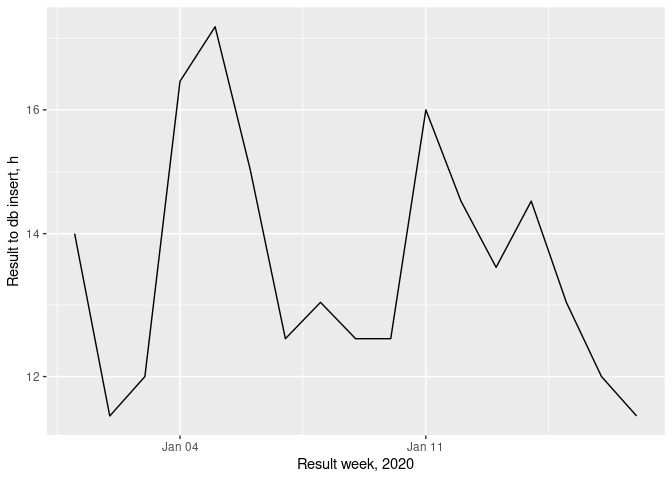 Result to db insert, h
16
14
12
Jan 04
Jan 11
Result week, 2020